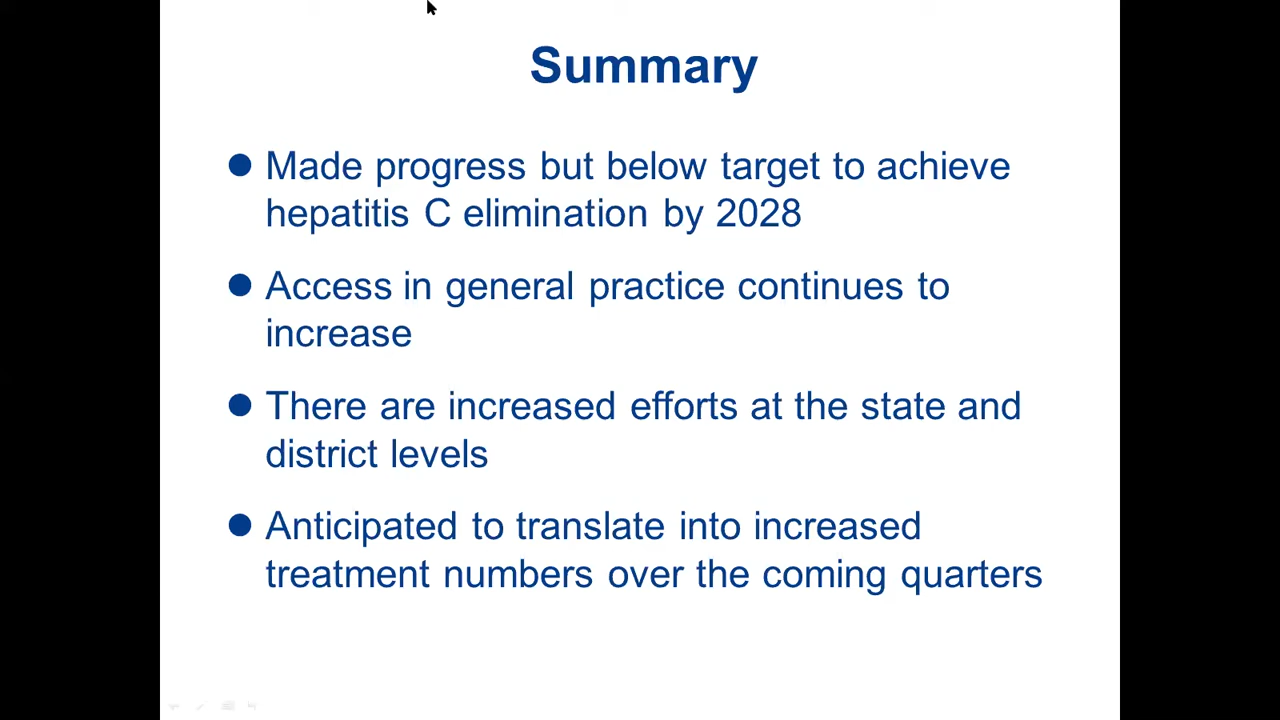 Summary
● Made progress but below target to achieve
hepatitis C elimination by 2028
● Access in general practice continues to
increase
● There are increased efforts at the state and
district levels
● Anticipated to translate into increased
treatment numbers over the coming quarters